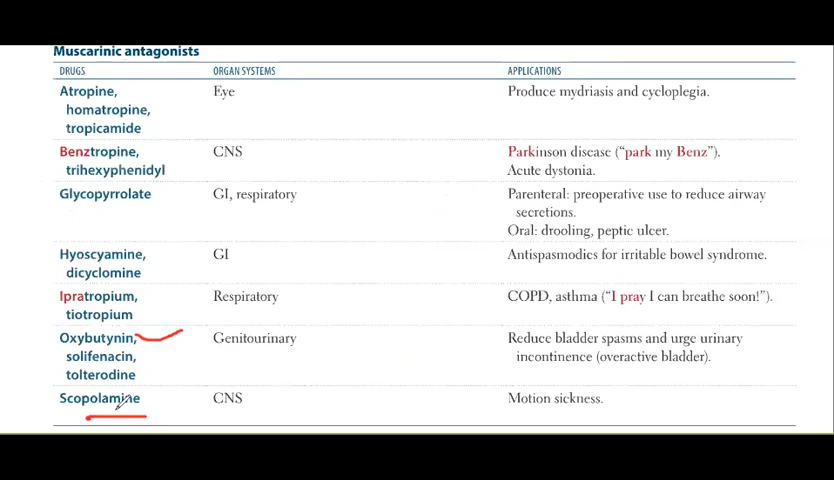 Muscarinic antagonists
DRUGS ORGAN SYSTEMS APPLICATIONS
Atropine, Eye Produce mydriasis and cycloplegia.
homatropine,
tropicamide
Benztropine, CNS Parkinson disease (“park my Benz”).
trihexyphenidyl Acute dystonia.
Glycopyrrolate GI, respiratory Parenteral: preoperative use to reduce airway
secretions.
Oral: drooling, peptic ulcer.
Hyoscyamine, GI Antispasmodics for irritable bowel syndrome.
dicyclomine
Ipratropium, Respiratory COPD, asthma (“I pray I can breathe soon!”).
tiotropium
Oxybutynin, Genitourinary Reduce bladder spasms and urge urinary
solifenacin, incontinence (overactive bladder).
tolterodine
Scopolamine CNS Motion sickness.